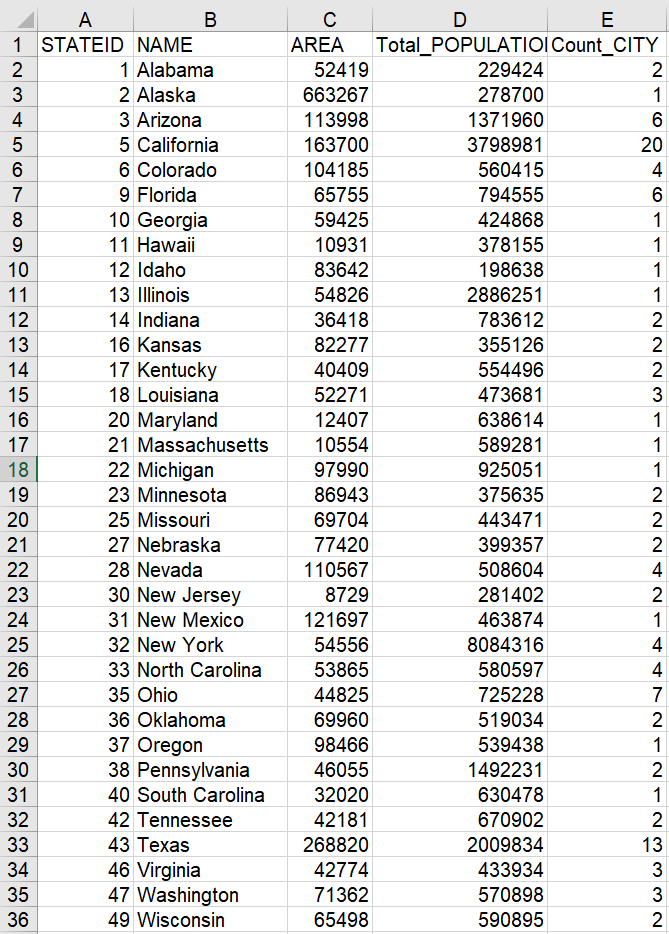 A B C D E
1 STATEID NAME AREA Total_POPULATIO Count_CITY
2 1 Alabama 52419 229424 2
3 2 Alaska 663267 278700 1
4 3 Arizona 113998 1371960 6
5 5 California 163700 3798981 20
6 6 Colorado 104185 560415 4
7 9 Florida 65755 794555 6
8 10 Georgia 59425 424868 1
9 11 Hawaii 10931 378155 1
10 12 Idaho 83642 198638 1
11 13 Illinois 54826 2886251 1
12 14 Indiana 36418 783612 2
13 16 Kansas 82277 355126 2
14 17 Kentucky 40409 554496 2
15 18 Louisiana 52271 473681 3
16 20 Maryland 12407 638614 1
17 21 Massachusetts 10554 589281 1
18 22 Michigan 97990 925051 1
19 23 Minnesota 86943 375635 2
20 25 Missouri 69704 443471 2
21 27 Nebraska 77420 399357 2
22 28 Nevada 110567 508604 4
23 30 New Jersey 8729 281402 2
24 31 New Mexico 121697 463874 1
25 32 New York 54556 8084316 4
26 33 North Carolina 53865 580597 4
27 35 Ohio 44825 725228 7
28 36 Oklahoma 69960 519034 2
29 37 Oregon 98466 539438 1
30 38 Pennsylvania 46055 1492231 2
31 40 South Carolina 32020 630478 1
32 42 Tennessee 42181 670902 2
33 43 Texas 268820 2009834 13
34 46 Virginia 42774 433934 3
35 47 Washington 71362 570898 3
36 49 Wisconsin 65498 590895 2